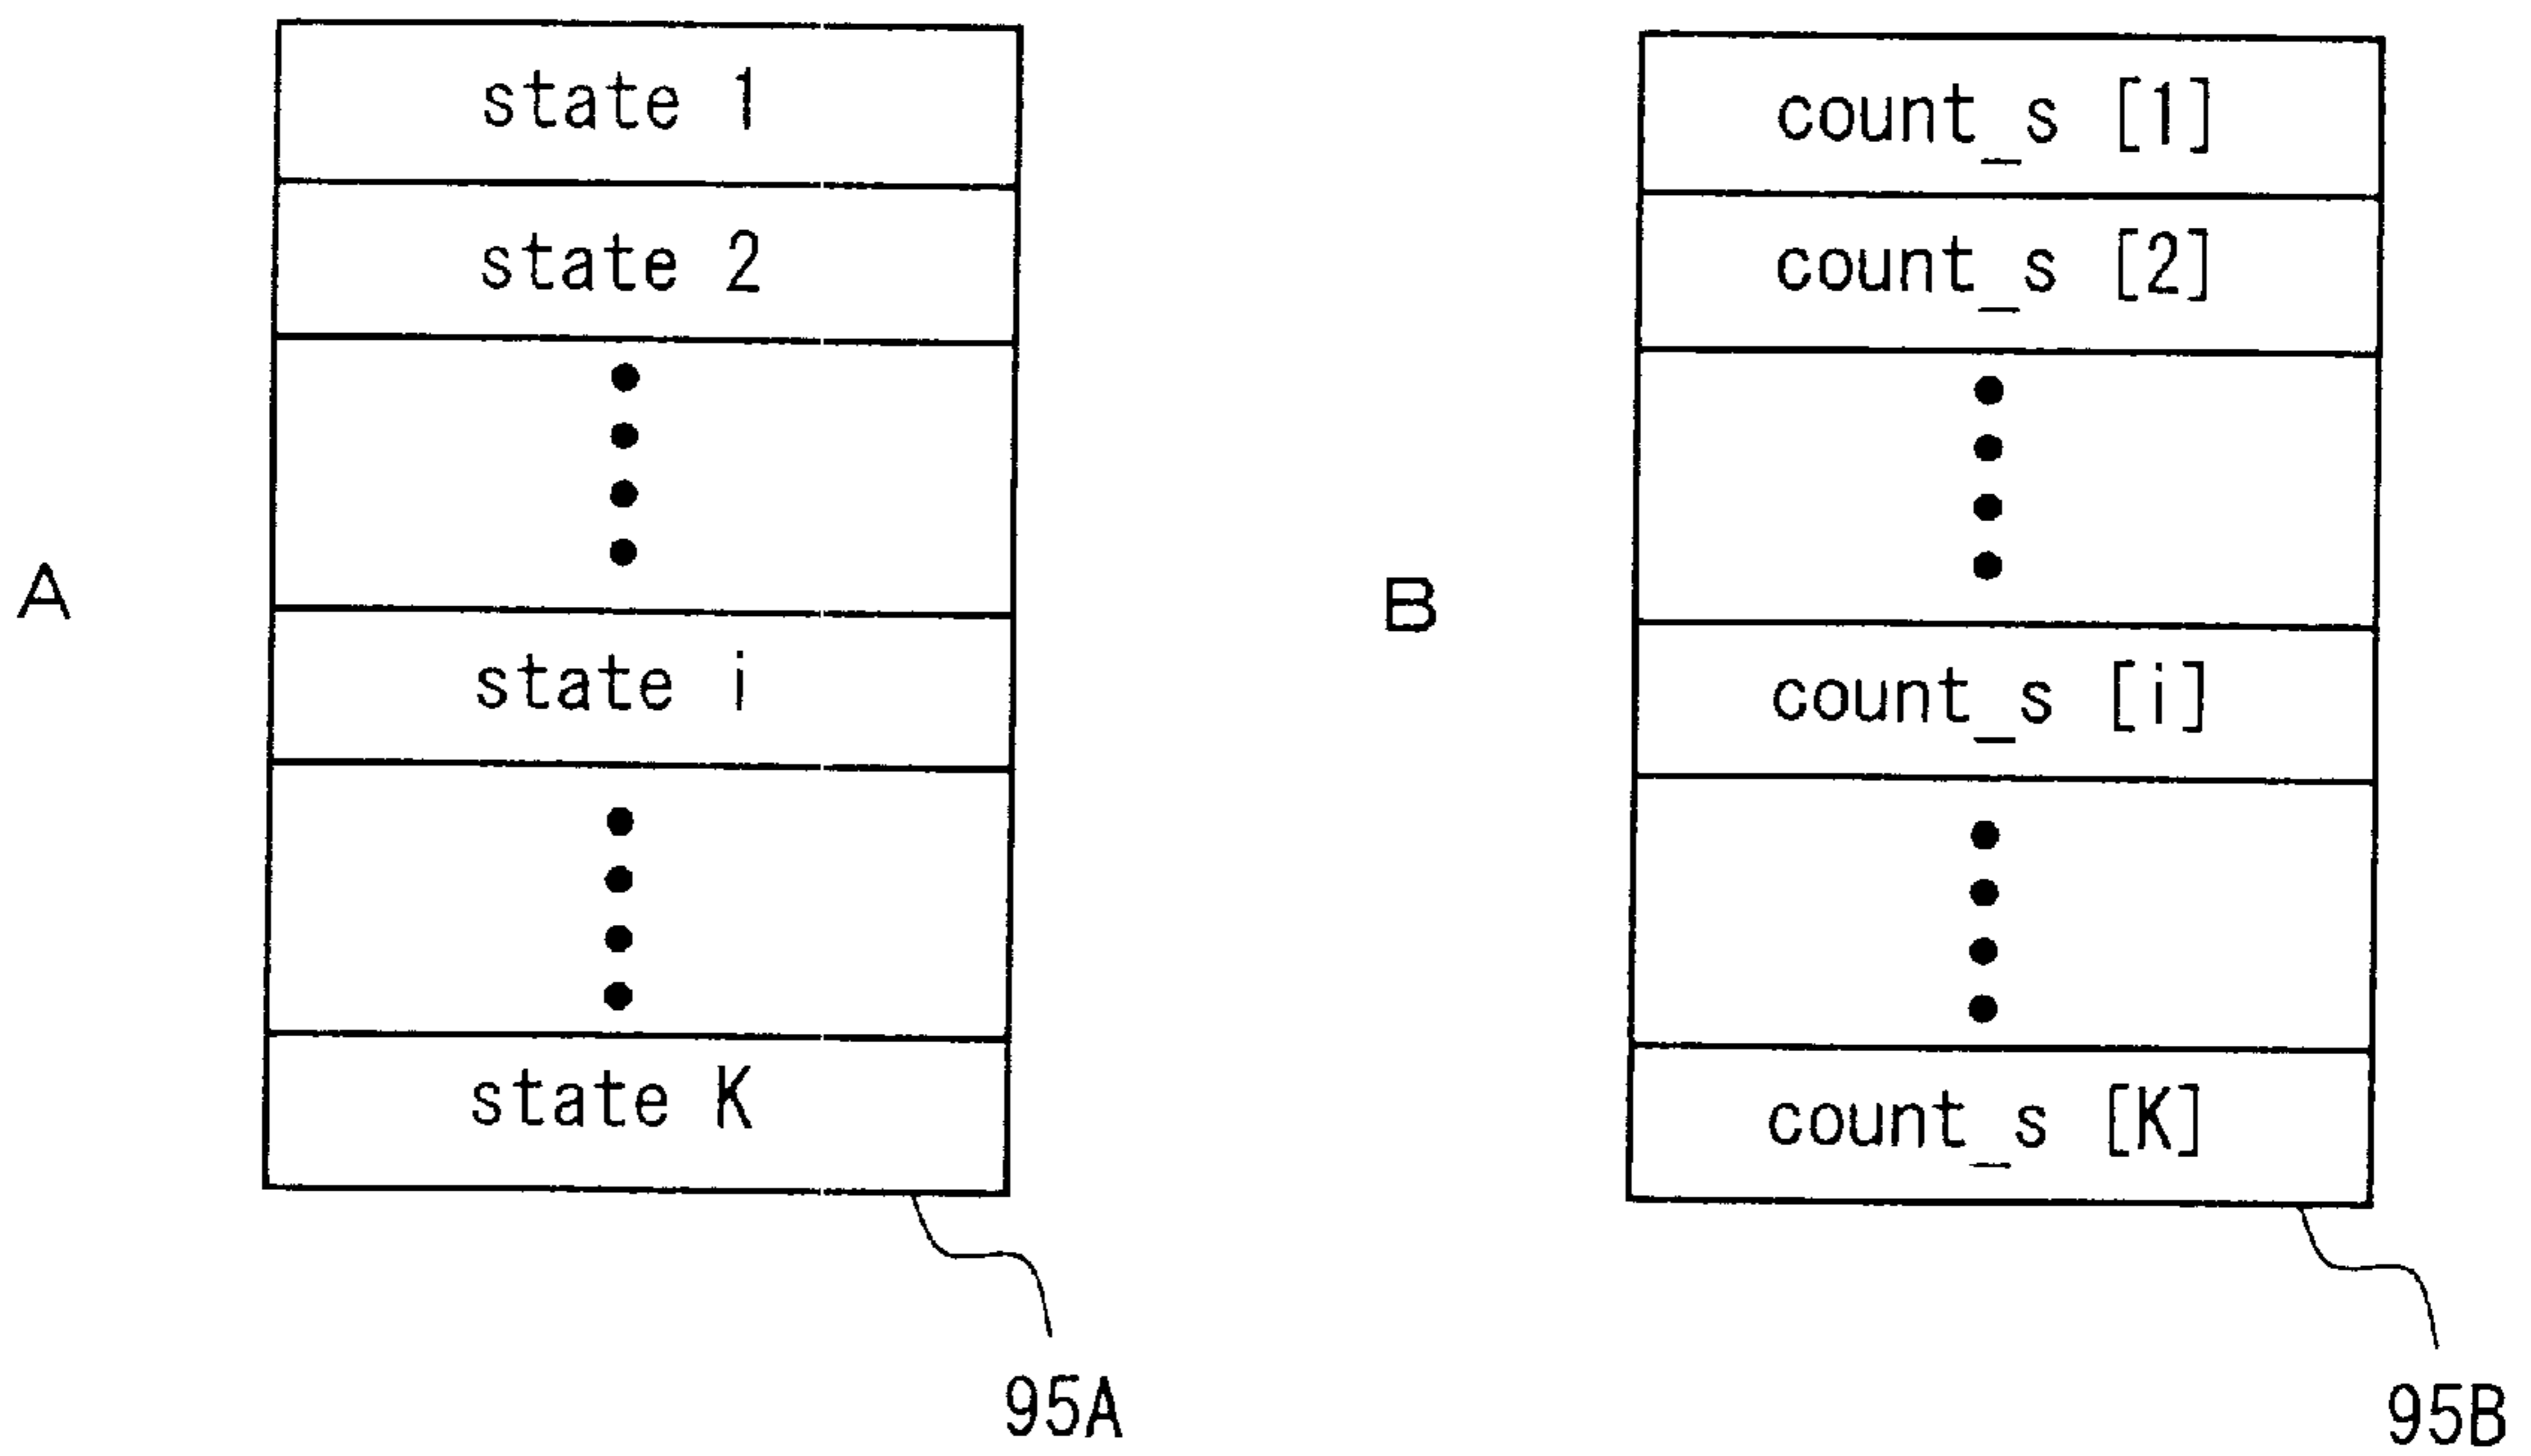 A
state 1
state 2
state i
state K
95A
B
count_s [1]
count_s [2]
count_s [i]
count_s [K]
95B